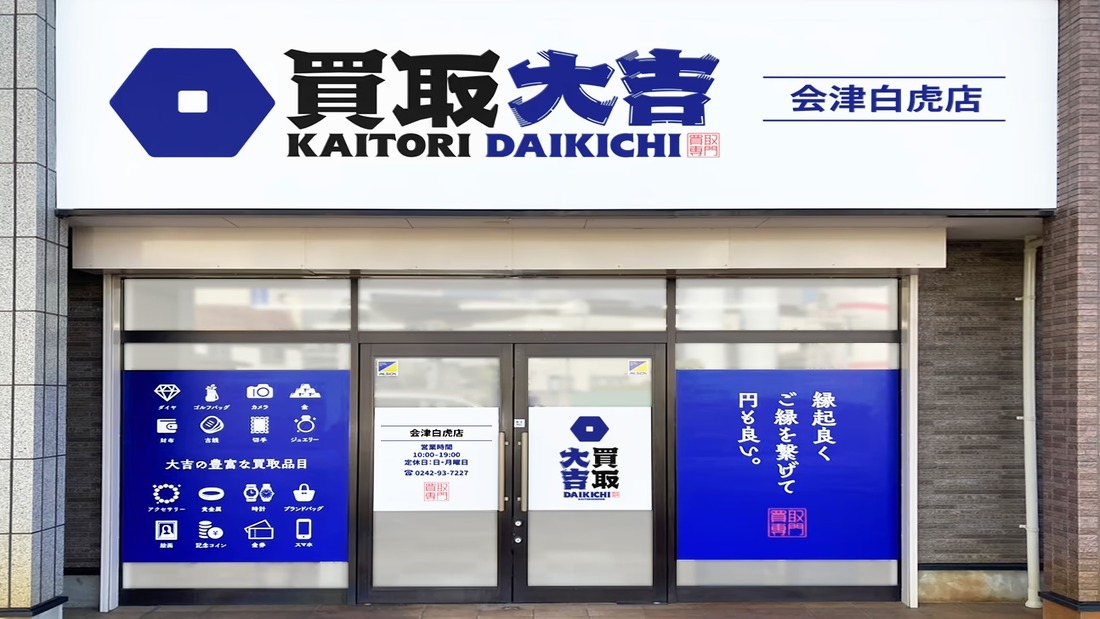 買取大吉
KAITORI DAIKICHI
買取
専門
会津白虎店
ダイヤ
ゴルフバッグ
カメラ
金
財布
古銭
切手
ジュエリー
大吉の豊富な買取品目
アクセサリー
貴金属
時計
ブランドバッグ
絵画
記念コイン
金券
スマホ
ALSOK
会津白虎店
営業時間
10:00-19:00
定休日:日・月曜日
☎0242-93-7227
買取
専門
ALSOK
買取
大吉
DAIKICHI
縁起良く
ご縁を繋げて
円も良い。
買取
専門